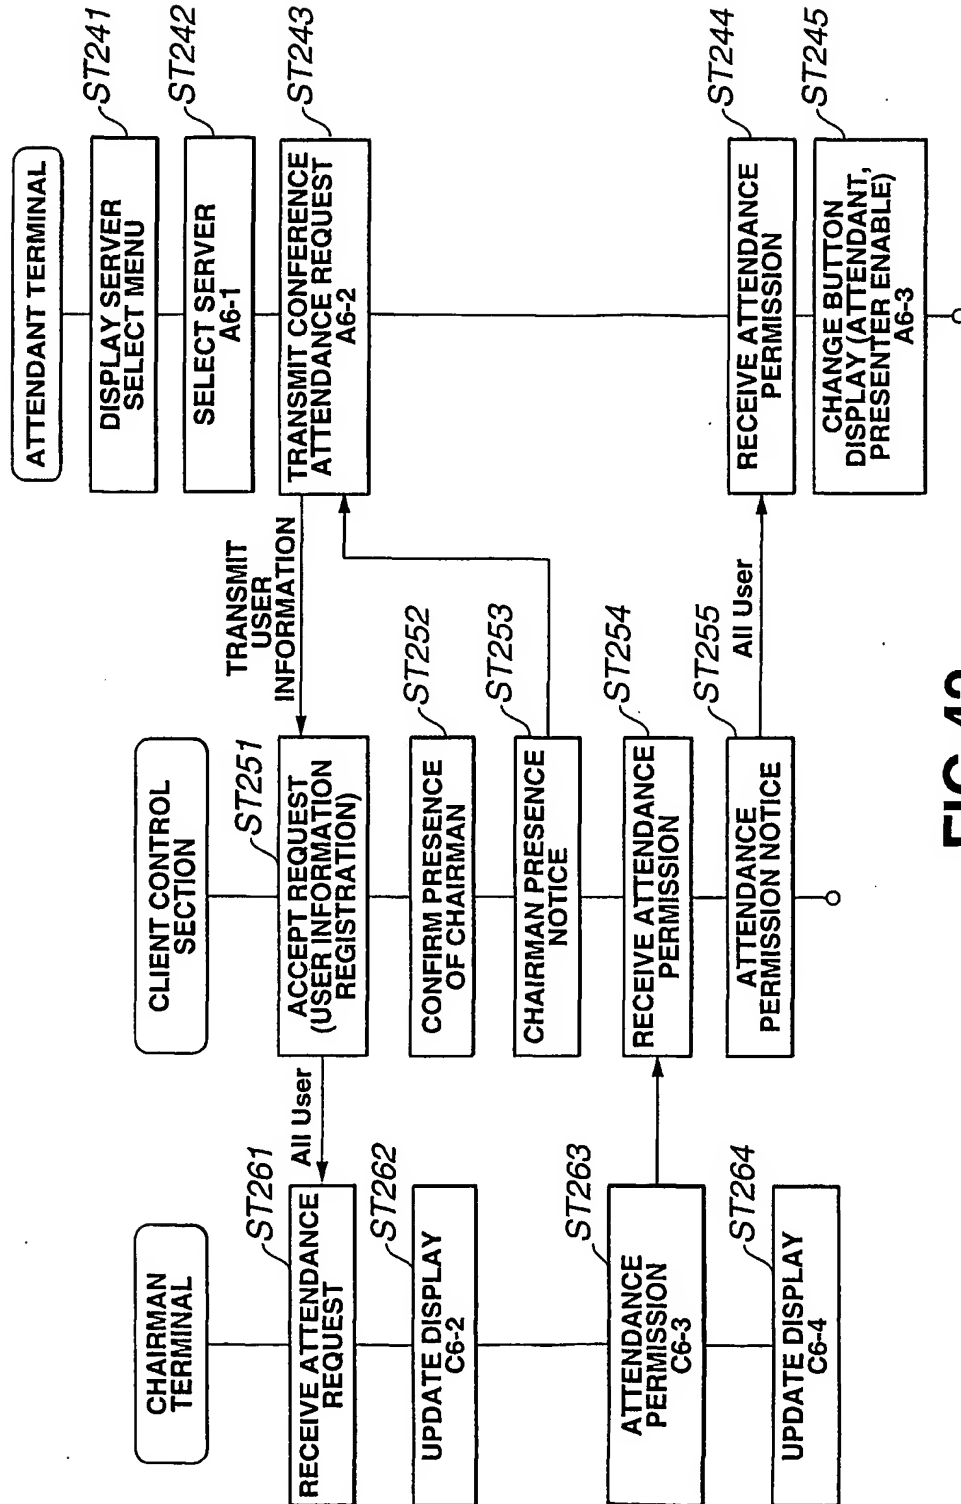 CHAIRMAN
TERMINAL
ST261
RECEIVE ATTENDANCE
REQUEST
ST262
UPDATE DISPLAY
C6-2
ST263
ATTENDANCE
PERMISSION
C6-3
ST264
UPDATE DISPLAY
C6-4
All User
CLIENT CONTROL
SECTION
ST251
ACCEPT REQUEST
(USER INFORMATION
REGISTRATION)
ST252
CONFIRM PRESENCE
OF CHAIRMAN
ST253
CHAIRMAN PRESENCE
NOTICE
ST254
RECEIVE ATTENDANCE
PERMISSION
ST255
ATTENDANCE
PERMISSION NOTICE
TRANSMIT
USER
INFORMATION
All User
ATTENDANT TERMINAL
ST241
DISPLAY SERVER
SELECT MENU
ST242
SELECT SERVER
A6-1
ST243
TRANSMIT CONFERENCE
ATTENDANCE REQUEST
A6-2
ST244
RECEIVE ATTENDANCE
PERMISSION
ST245
CHANGE BUTTON
DISPLAY (ATTENDANT,
PRESENTER ENABLE)
A6-3
FIG